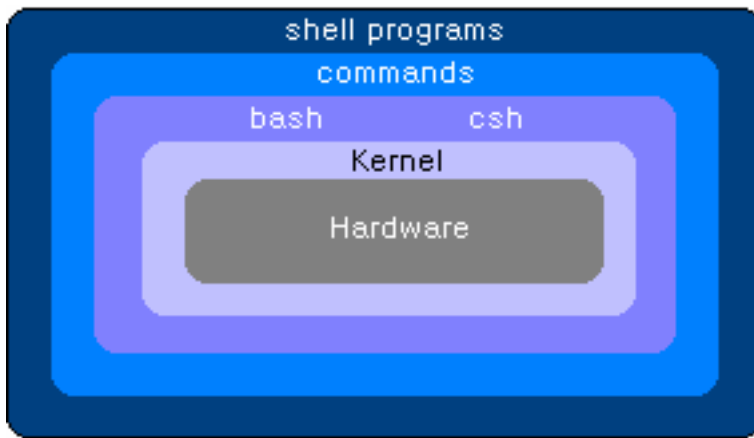 shell programs
commands
bash csh
Kernel
Hardware